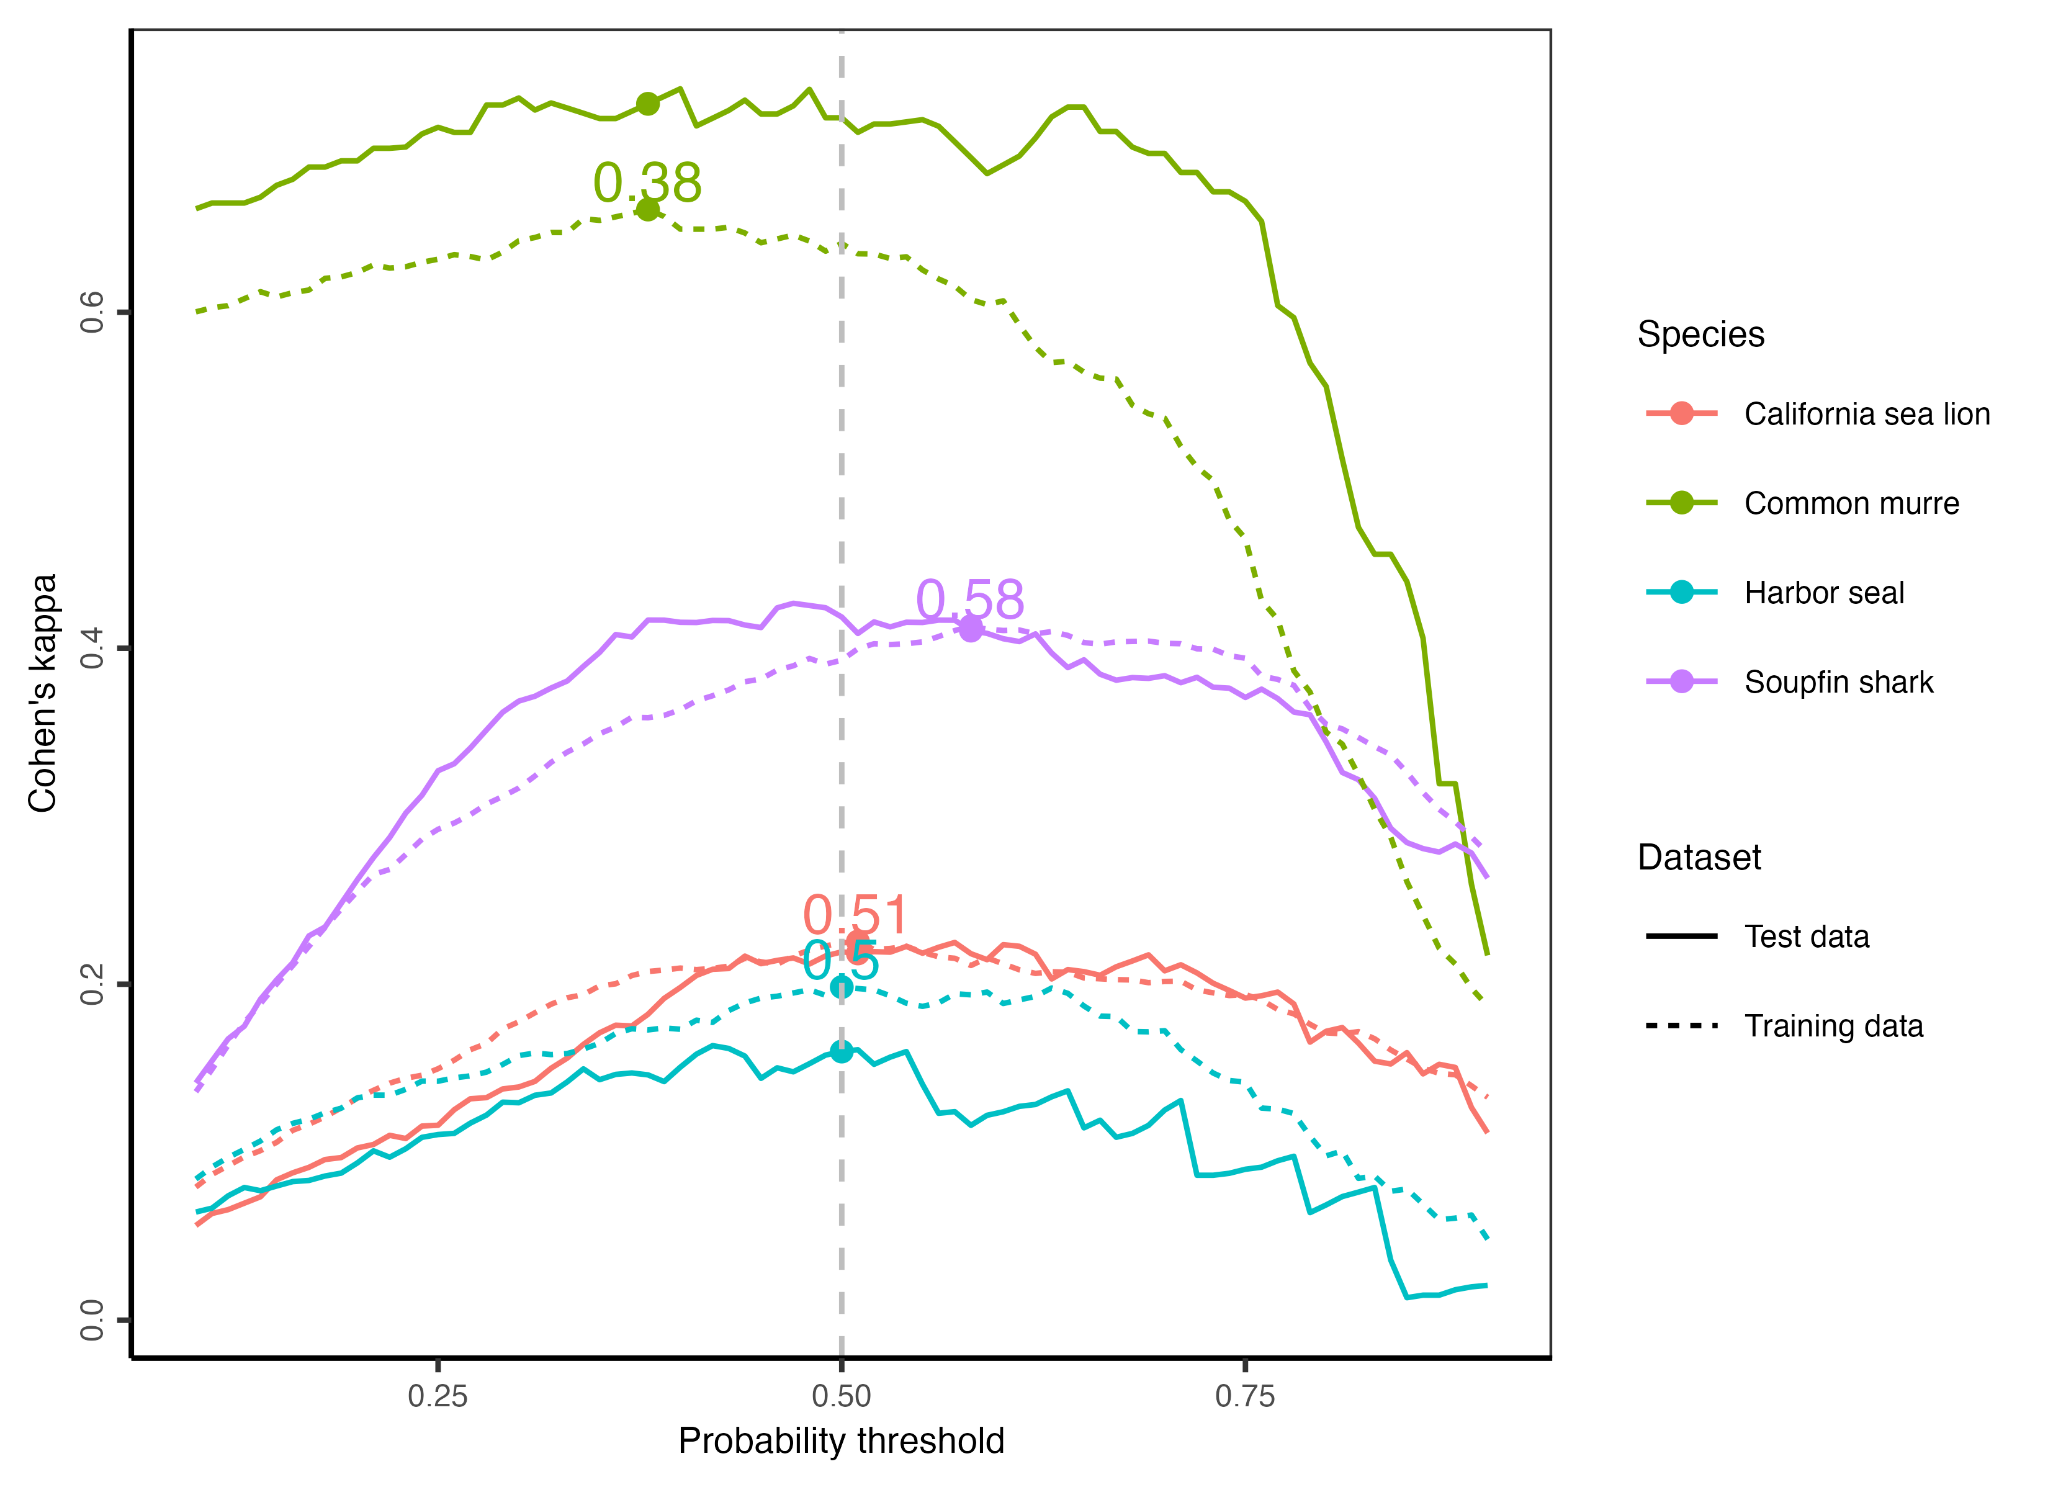 0.38
0.58
0.51
0.5
Cohen's kappa
0.6
0.4
0.2
0.0
0.25
0.50
0.75
Probability threshold
Species
California sea lion
Common murre
Harbor seal
Soupfin shark
Dataset
Test data
Training data